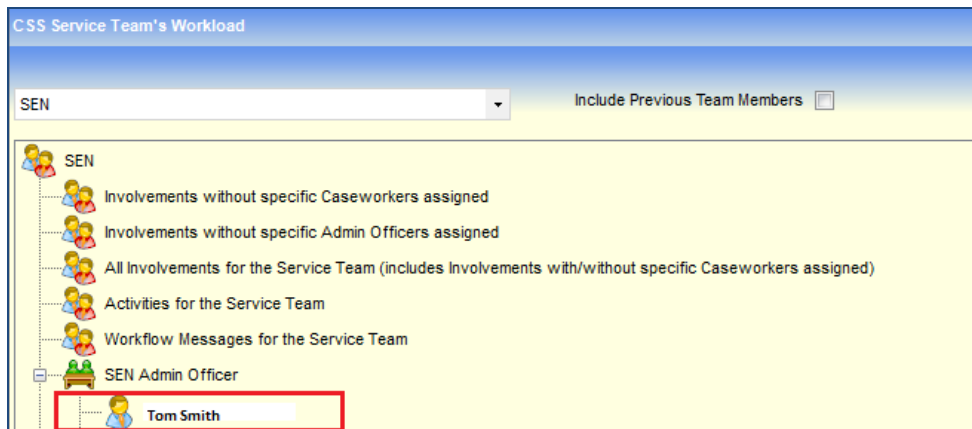 CSS Service Team's Workload
SEN
Include Previous Team Members
SEN
Involvements without specific Caseworkers assigned
Involvements without specific Admin Officers assigned
All Involvements for the Service Team (includes Involvements with/without specific Caseworkers assigned)
Activities for the Service Team
Workflow Messages for the Service Team
SEN Admin Officer
Tom Smith